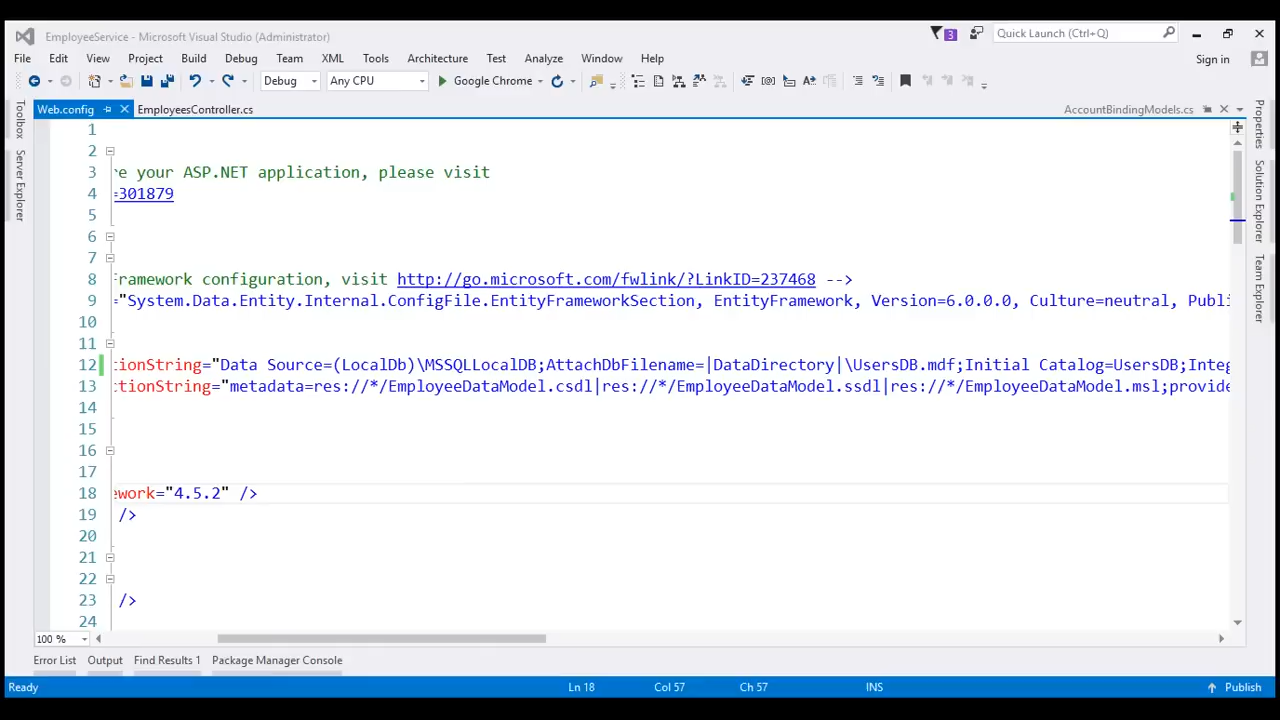 EmployeeService - Microsoft Visual Studio (Administrator)
3
Quick Launch (Ctrl+Q)
File Edit View Project Build Debug Team XML Tools Architecture Test Analyze Window Help
Sign in
Debug Any CPU Google Chrome
Web.config EmployeesController.cs AccountBindingModels.cs
Toolbox
Server Explorer
Properties
Solution Explorer
Team Explorer
1
2
3 re your ASP.NET application, please visit
4 =301879
5
6
7
8 ramework configuration, visit http://go.microsoft.com/fwlink/?LinkID=237468 -->
9 ="System.Data.Entity.Internal.ConfigFile.EntityFrameworkSection, EntityFramework, Version=6.0.0.0, Culture=neutral, Publi
10
11
12 tionString="Data Source=(LocalDb)\MSSQLLocalDB;AttachDbFilename=|DataDirectory|\UsersDB.mdf;Initial Catalog=UsersDB;Integ
13 ctionString="metadata=res://*/EmployeeDataModel.csdl|res://*/EmployeeDataModel.ssdl|res://*/EmployeeDataModel.msl;provide
14
15
16
17
18 ework="4.5.2" />
19 />
20
21
22
23 />
24
100 %
Error List Output Find Results 1 Package Manager Console
Ready Ln 18 Col 57 Ch 57 INS Publish